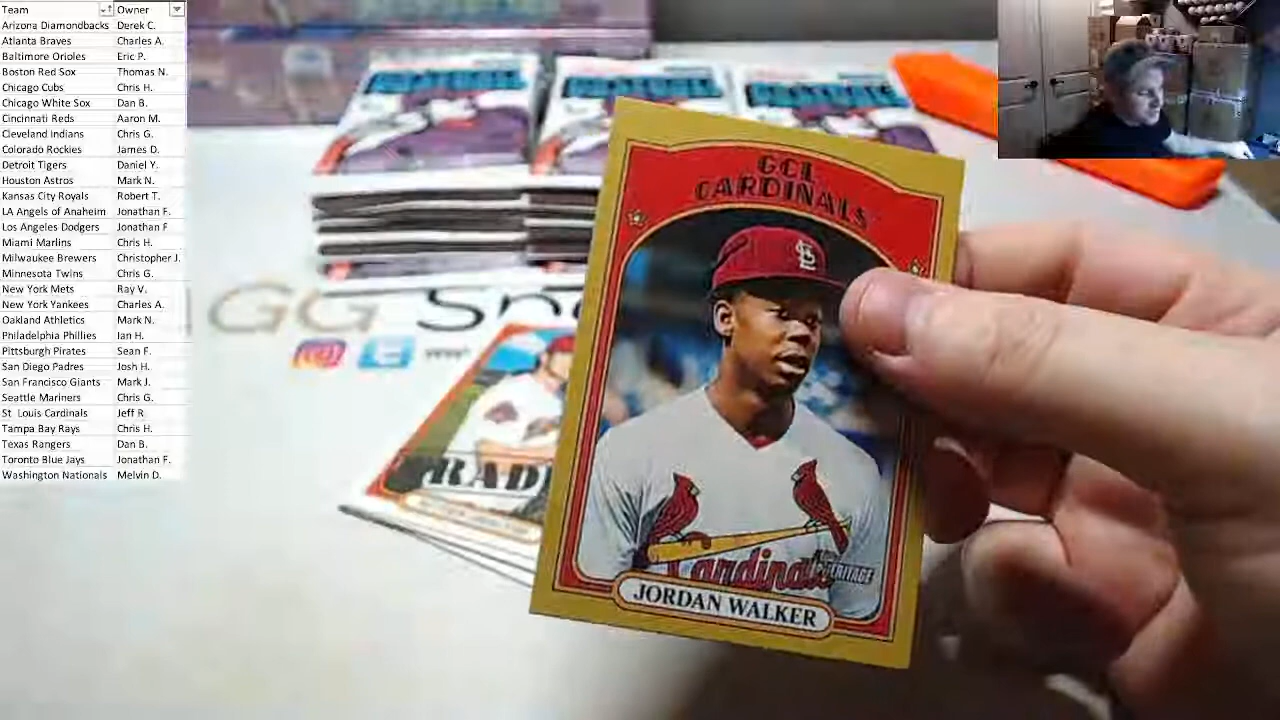 Team Owner
Arizona Diamondbacks Derek C.
Atlanta Braves Charles A.
Baltimore Orioles Eric P.
Boston Red Sox Thomas N.
Chicago Cubs Chris H.
Chicago White Sox Dan B.
Cincinnati Reds Aaron M.
Cleveland Indians Chris G.
Colorado Rockies James D.
Detroit Tigers Daniel Y.
Houston Astros Mark N.
Kansas City Royals Robert T.
LA Angels of Anaheim Jonathan F.
Los Angeles Dodgers Jonathan F
Miami Marlins Chris H.
Milwaukee Brewers Christopher J.
Minnesota Twins Chris G.
New York Mets Ray V.
New York Yankees Charles A.
Oakland Athletics Mark N.
Philadelphia Phillies Ian H.
Pittsburgh Pirates Sean F.
San Diego Padres Josh H.
San Francisco Giants Mark J.
Seattle Mariners Chris G.
St Louis Cardinals Jeff R.
Tampa Bay Rays Chris H.
Texas Rangers Dan B.
Toronto Blue Jays Jonathan F.
Washington Nationals Melvin D.
GCL
CARDINALS
Cardinals
HERITAGE
JORDAN WALKER